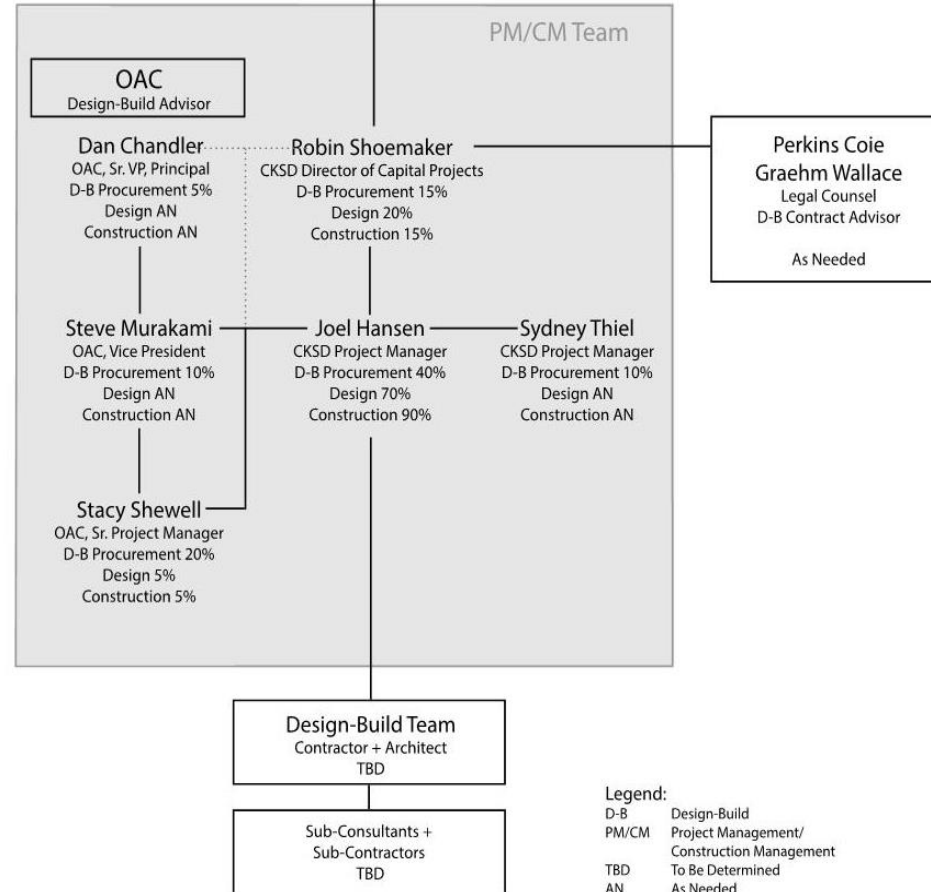 PM/CM Team
OAC
Design-Build Advisor
Dan Chandler
OAC, Sr. VP, Principal
D-B Procurement 5%
Design AN
Construction AN
Robin Shoemaker
CKSD Director of Capital Projects
D-B Procurement 15%
Design 20%
Construction 15%
Perkins Coie
Graehm Wallace
Legal Counsel
D-B Contract Advisor
As Needed
Steve Murakami
OAC, Vice President
D-B Procurement 10%
Design AN
Construction AN
Joel Hansen
CKSD Project Manager
D-B Procurement 40%
Design 70%
Construction 90%
Sydney Thiel
CKSD Project Manager
D-B Procurement 10%
Design AN
Construction AN
Stacy Shewell
OAC, Sr. Project Manager
D-B Procurement 20%
Design 5%
Construction 5%
Design-Build Team
Contractor + Architect
TBD
Sub-Consultants +
Sub-Contractors
TBD
Legend:
D-B Design-Build
PM/CM Project Management/
Construction Management
TBD To Be Determined
AN As Needed